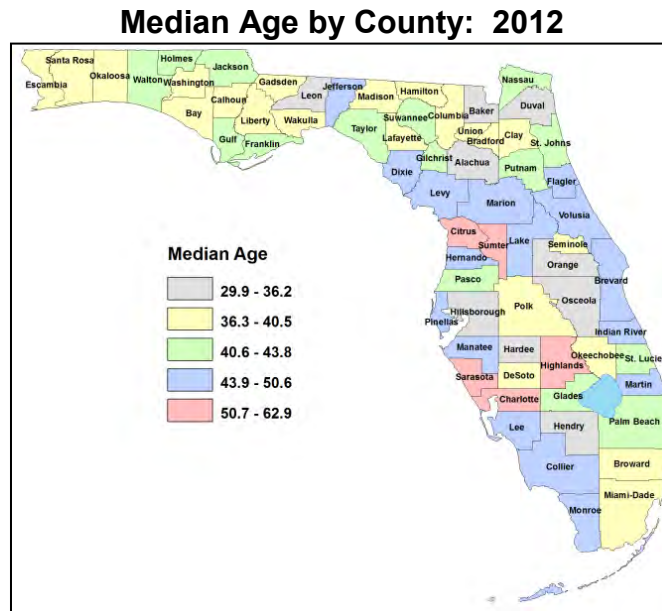 Median Age by County: 2012
Holmes
Santa Rosa
Jackson
Escambia
Okaloosa
Walton
Washington
Gadsden
Jefferson
Hamilton
Nassau
Leon
Madison
Baker
Duval
Calhoun
Bay
Liberty
Wakulla
Suwannee
Columbia
Taylor
Lafayette
Union
Bradford
Clay
St. Johns
Gulf
Franklin
Gilchrist
Alachua
Putnam
Dixie
Flagler
Levy
Marion
Volusia
Citrus
Sumter
Lake
Seminole
Hernando
Orange
Brevard
Pasco
Osceola
Polk
Hillsborough
Pinellas
Indian River
Manatee
Hardee
Okeechobee
Highlands
St. Lucie
Sarasota
DeSoto
Martin
Charlotte
Glades
Palm Beach
Lee
Hendry
Broward
Collier
Miami-Dade
Monroe
Median Age
29.9 - 36.2
36.3 - 40.5
40.6 - 43.8
43.9 - 50.6
50.7 - 62.9